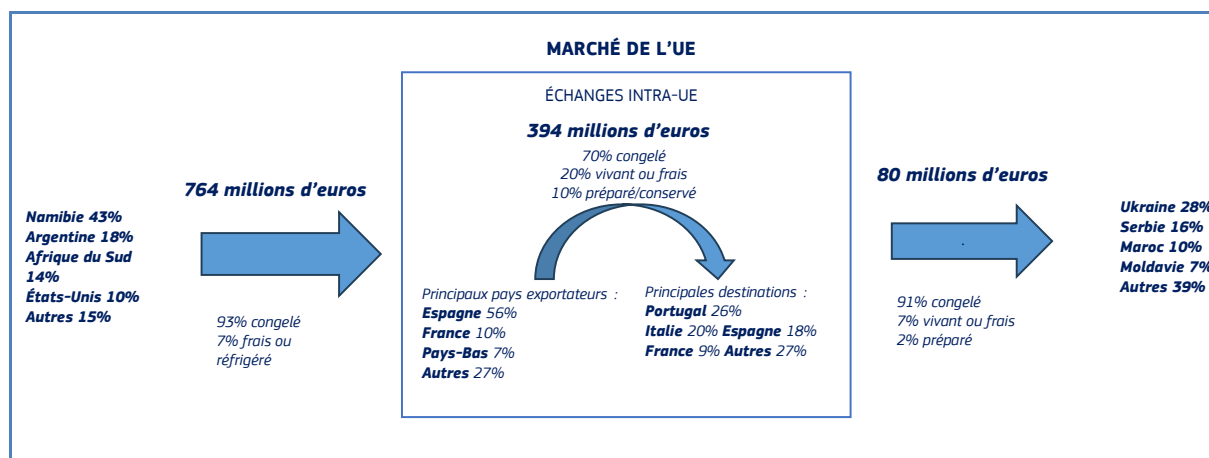 MARCHÉ DE L'UE
ÉCHANGES INTRA-UE
394 millions d'euros
70% congelé
20% vivant ou frais
10% préparé/conservé
764 millions d'euros
Namibie 43%
Argentine 18%
Afrique du Sud
14%
États-Unis 10%
Autres 15%
93% congelé
7% frais ou
réfrigéré
Principaux pays exportateurs :
Espagne 56%
France 10%
Pays-Bas 7%
Autres 27%
Principales destinations :
Portugal 26%
Italie 20% Espagne 18%
France 9% Autres 27%
80 millions d'euros
.
91% congelé
7% vivant ou frais
2% préparé
Ukraine 28%
Serbie 16%
Maroc 10%
Moldavie 7%
Autres 39%